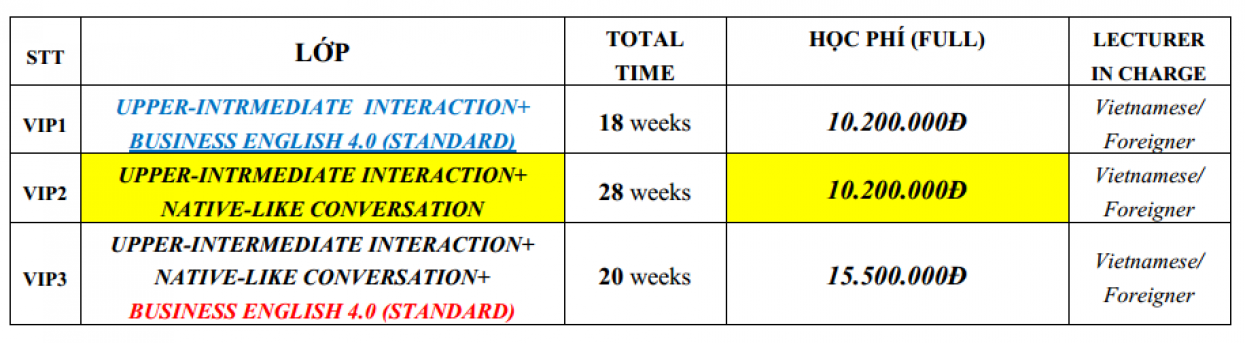 STT
LỚP
TOTAL
TIME
HỌC PHÍ (FULL)
LECTURER
IN CHARGE
VIP1
UPPER-INTRMEDIATE INTERACTION+
BUSINESS ENGLISH 4.0 (STANDARD)
18 weeks
10.200.000Đ
Vietnamese/
Foreigner
VIP2
UPPER-INTRMEDIATE INTERACTION+
NATIVE-LIKE CONVERSATION
28 weeks
10.200.000Đ
Vietnamese/
Foreigner
VIP3
UPPER-INTERMEDIATE INTERACTION+
NATIVE-LIKE CONVERSATION+
BUSINESS ENGLISH 4.0 (STANDARD)
20 weeks
15.500.000Đ
Vietnamese/
Foreigner